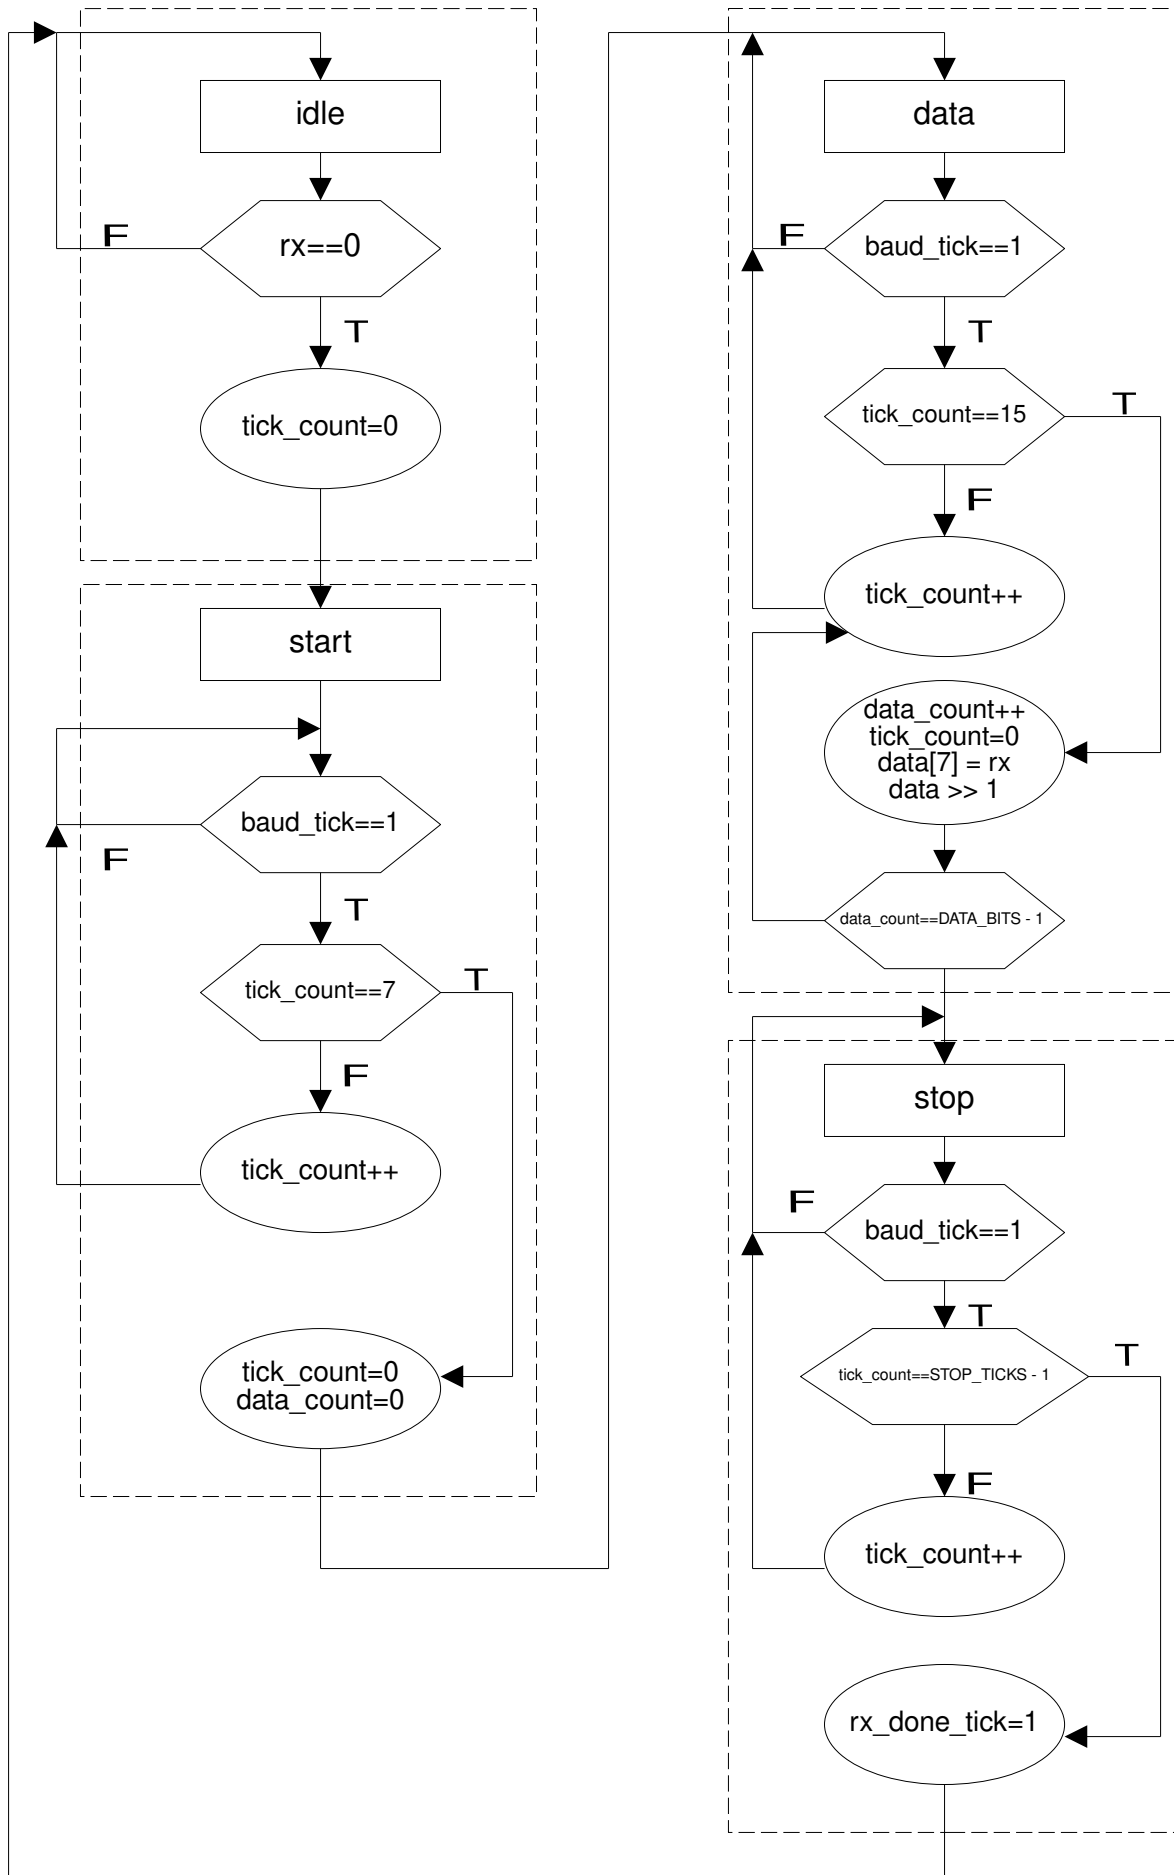 idle
rx==0
F
T
tick_count=0
start
baud_tick==1
F
T
tick_count==7
T
F
tick_count++
tick_count=0
data_count=0
data
baud_tick==1
F
T
tick_count==15
T
F
tick_count++
data_count++
tick_count=0
data[7] = rx
data >> 1
data_count==DATA_BITS - 1
stop
F
baud_tick==1
T
tick_count==STOP_TICKS - 1
T
F
tick_count++
rx_done_tick=1